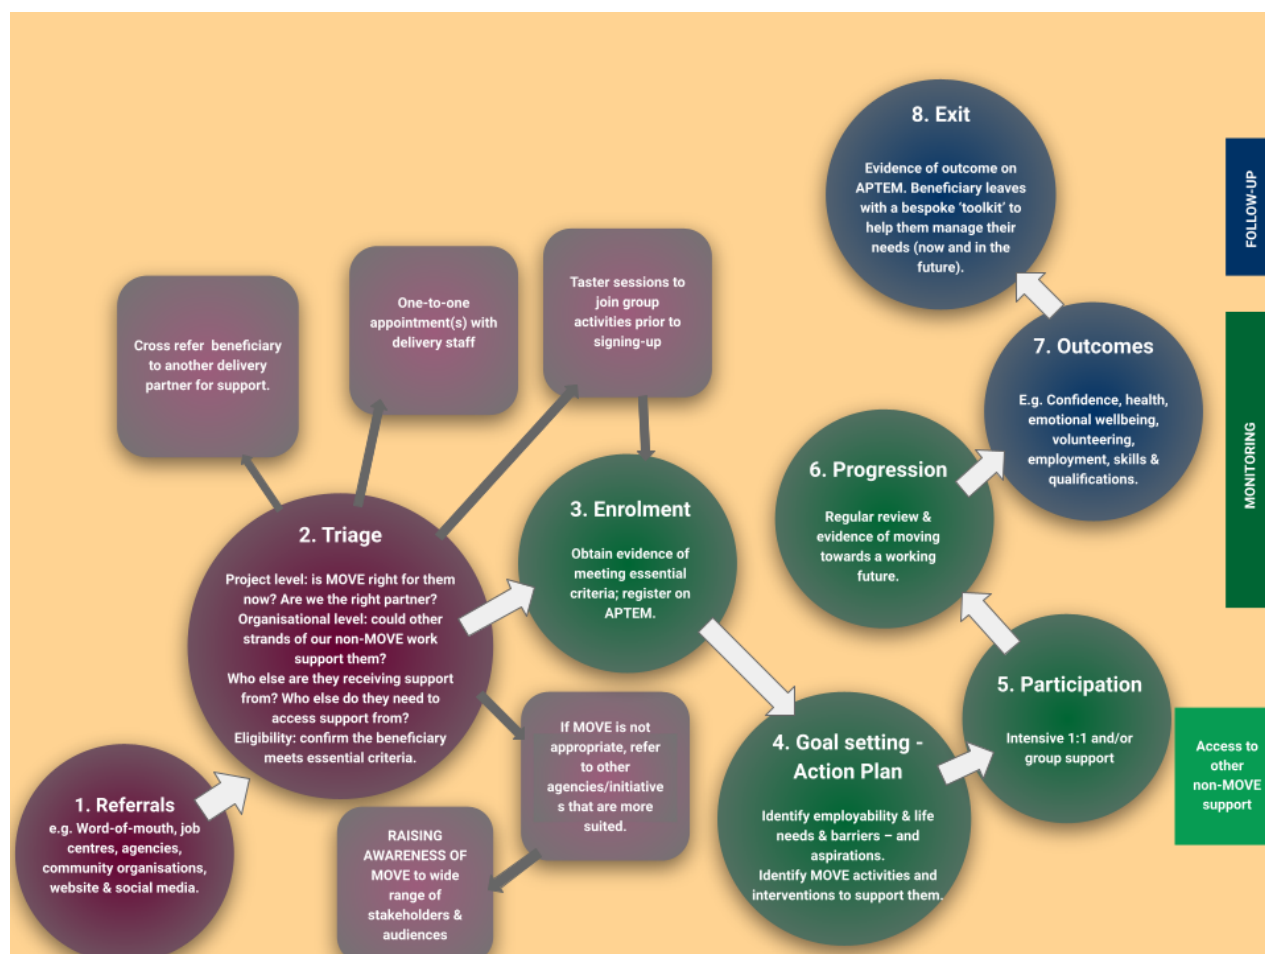 8. Exit
Evidence of outcome on
APTEM. Beneficiary leaves
with a bespoke ‘toolkit’ to
help them manage their
needs (now and in the
future).
FOLLOW-UP
Cross refer beneficiary
to another delivery
partner for support.
One-to-one
appointment(s) with
delivery staff
Taster sessions to
join group
activities prior to
signing-up
7. Outcomes
E.g. Confidence, health,
emotional wellbeing,
volunteering,
employment, skills &
qualifications.
MONITORING
6. Progression
Regular review &
evidence of moving
towards a working
future.
2. Triage
Project level: is MOVE right for them
now? Are we the right partner?
Organisational level: could other
strands of our non-MOVE work
support them?
Who else are they receiving support
from? Who else do they need to
access support from?
Eligibility: confirm the beneficiary
meets essential criteria.
3. Enrolment
Obtain evidence of
meeting essential
criteria; register on
APTEM.
5. Participation
Intensive 1:1 and/or
group support
If MOVE is not
appropriate, refer
to other
agencies/initiative
s that are more
suited.
4. Goal setting -
Action Plan
Identify employability & life
needs & barriers – and
aspirations.
Identify MOVE activities and
interventions to support them.
Access to
other
non-MOVE
support
1. Referrals
e.g. Word-of-mouth, job
centres, agencies,
community organisations,
website & social media.
RAISING
AWARENESS OF
MOVE to wide
range of
stakeholders &
audiences